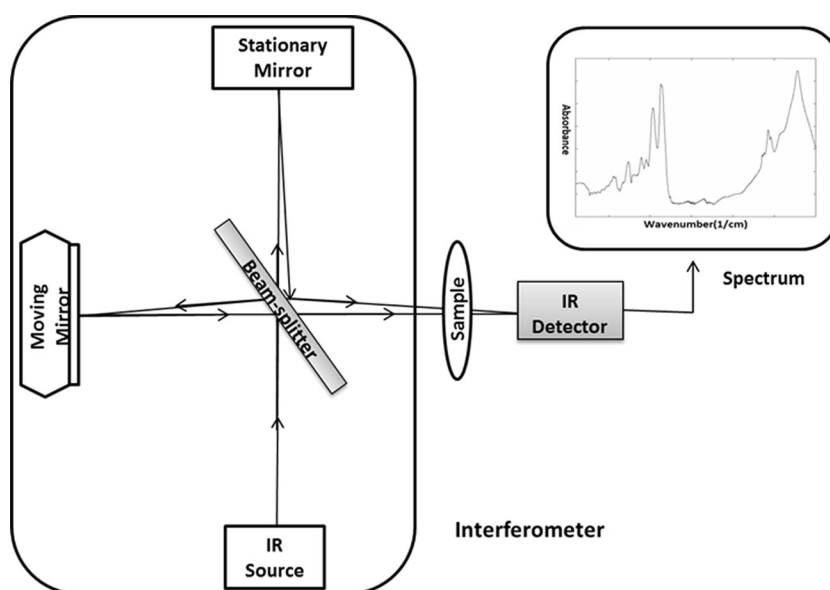 Stationary
Mirror
Absorbance
Wavenumber(1/cm)
Moving
Mirror
Beam-splitter
Sample
IR
Detector
Spectrum
IR
Source
Interferometer